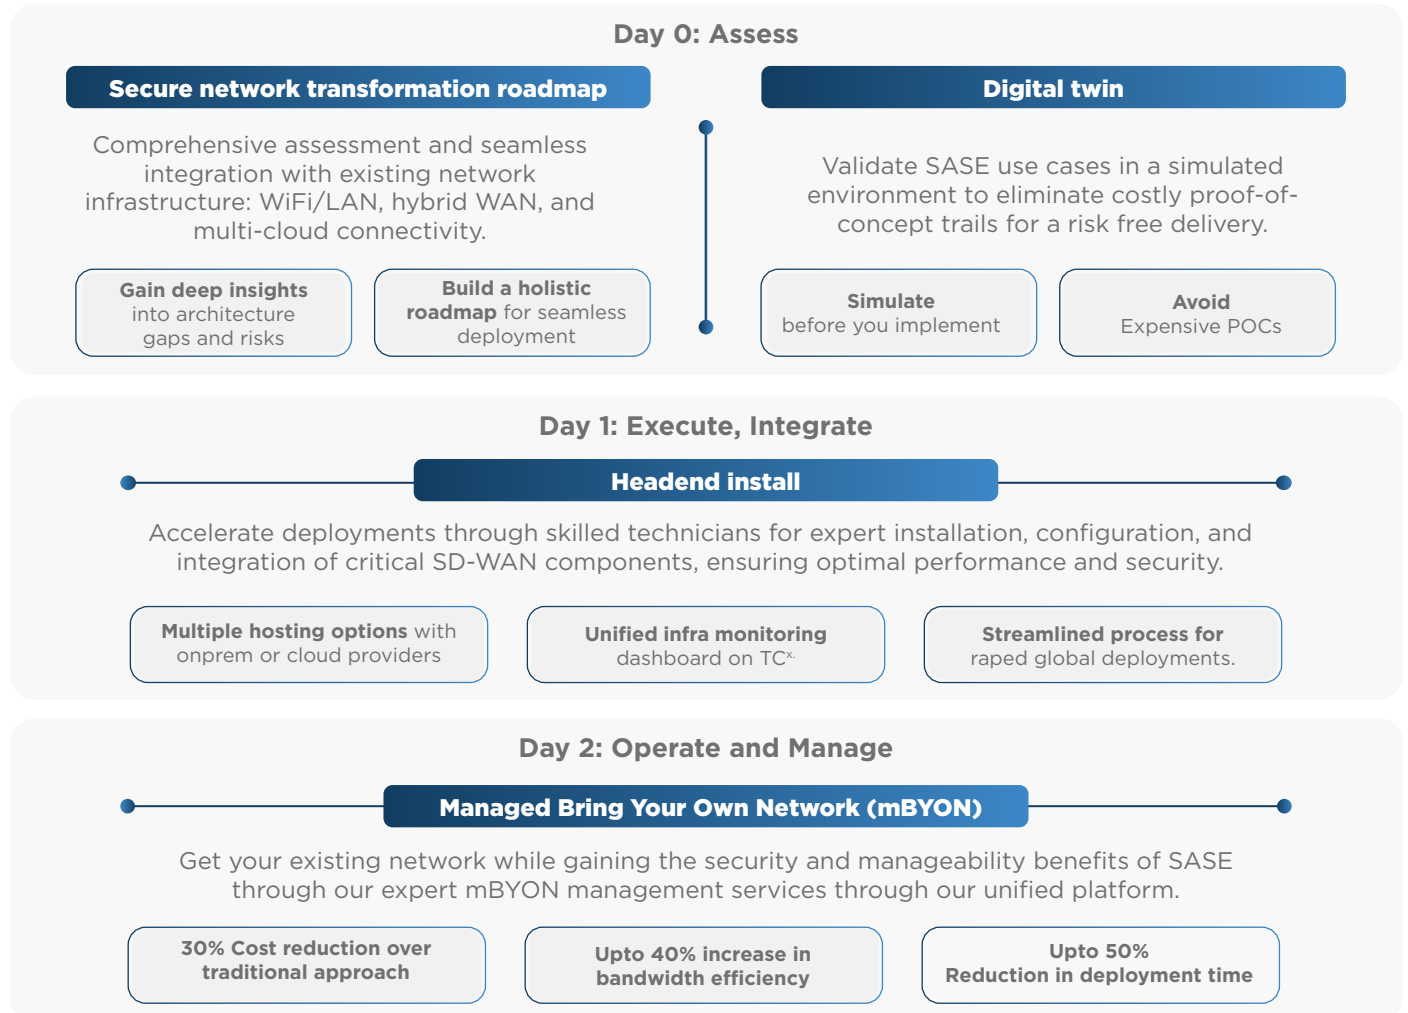 Day 0: Assess
Secure network transformation roadmap
Comprehensive assessment and seamless
integration with existing network
infrastructure: WiFi/LAN, hybrid WAN, and
multi-cloud connectivity.
Gain deep insights
into architecture
gaps and risks
Build a holistic
roadmap for seamless
deployment
Digital twin
Validate SASE use cases in a simulated
environment to eliminate costly proof-of-
concept trails for a risk free delivery.
Simulate
before you implement
Avoid
Expensive POCs
Day 1: Execute, Integrate
Headend install
Accelerate deployments through skilled technicians for expert installation, configuration, and
integration of critical SD-WAN components, ensuring optimal performance and security.
Multiple hosting options with
onprem or cloud providers
Unified infra monitoring
dashboard on TCx.
Streamlined process for
raped global deployments.
Day 2: Operate and Manage
Managed Bring Your Own Network (mBYON)
Get your existing network while gaining the security and manageability benefits of SASE
through our expert mBYON management services through our unified platform.
30% Cost reduction over
traditional approach
Upto 40% increase in
bandwidth efficiency
Upto 50%
Reduction in deployment time